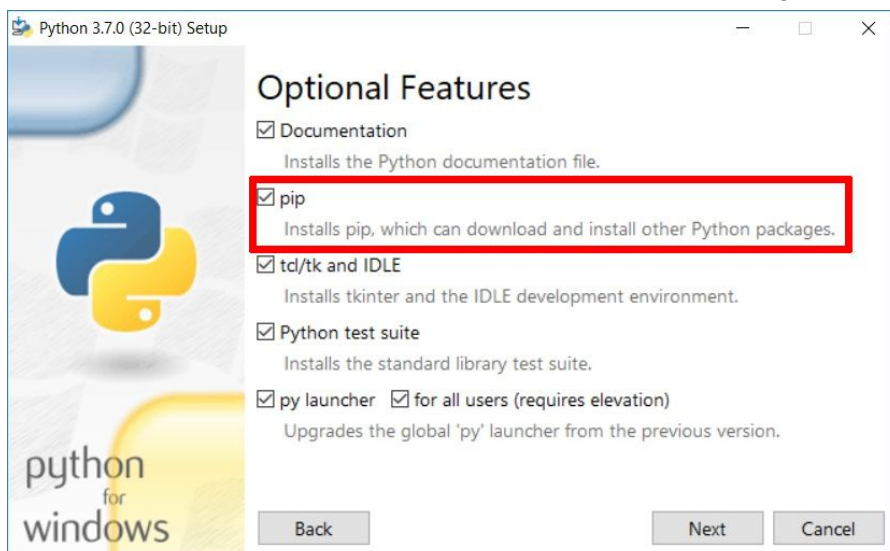 Python 3.7.0 (32-bit) Setup
Optional Features
Documentation
Installs the Python documentation file.
pip
Installs pip, which can download and install other Python packages.
tcl/tk and IDLE
Installs tkinter and the IDLE development environment.
Python test suite
Installs the standard library test suite.
py launcher for all users (requires elevation)
Upgrades the global 'py' launcher from the previous version.
python
for
windows
Back Next Cancel